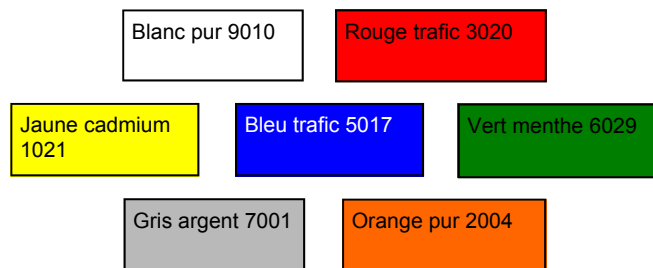 Blanc pur 9010
Rouge trafic 3020
Jaune cadmium
1021
Bleu trafic 5017
Vert menthe 6029
Gris argent 7001
Orange pur 2004